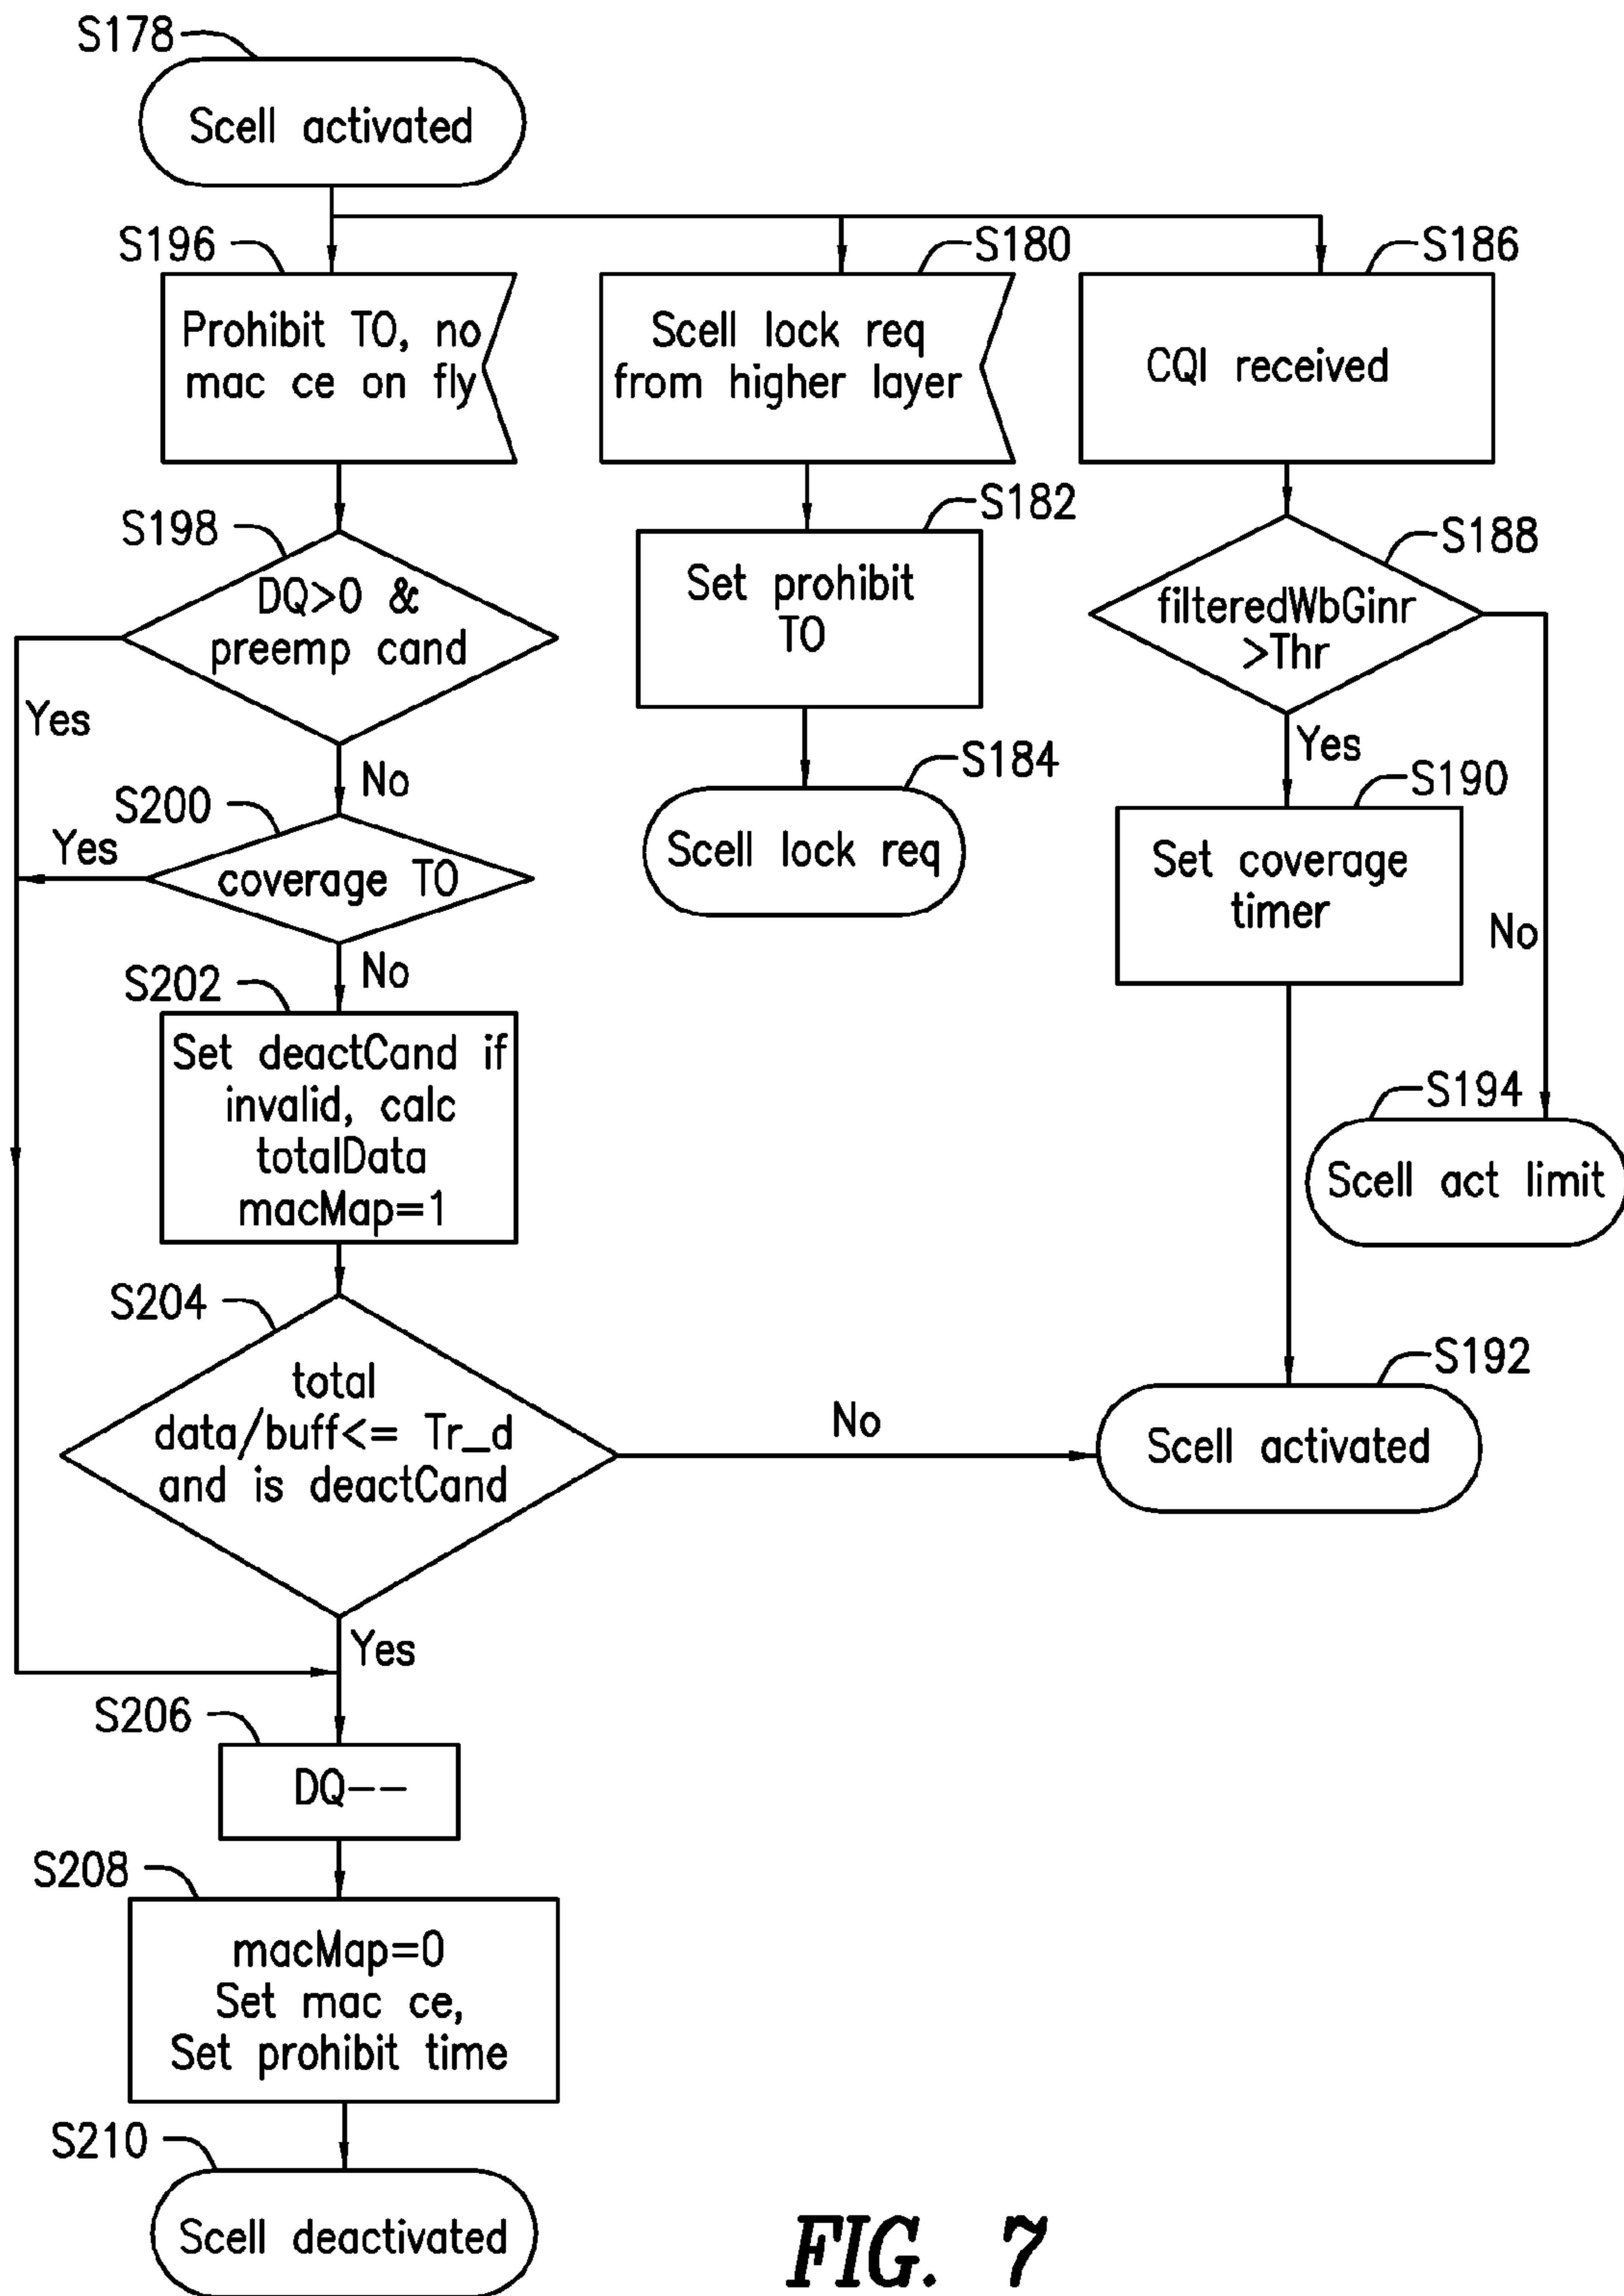 S178
Scell activated
S196
S180
S186
Prohibit TO, no
mac ce on fly
Scell lock req
from higher layer
CQI received
S198
S182
S188
DQ>0 &
preemp cand
Set prohibit
TO
filteredWbGinr
>Thr
Yes
No
Yes
S184
S190
S200
Yes
coverage TO
Scell lock req
Set coverage
timer
No
No
S202
Set deactCand if
invalid, calc
totalData
macMap=1
S194
Scell act limit
S204
total
data/buff<= Tr_d
and is deactCand
No
S192
Scell activated
Yes
S206
DQ--
S208
macMap=0
Set mac ce,
Set prohibit time
S210
Scell deactivated
FIG. 7